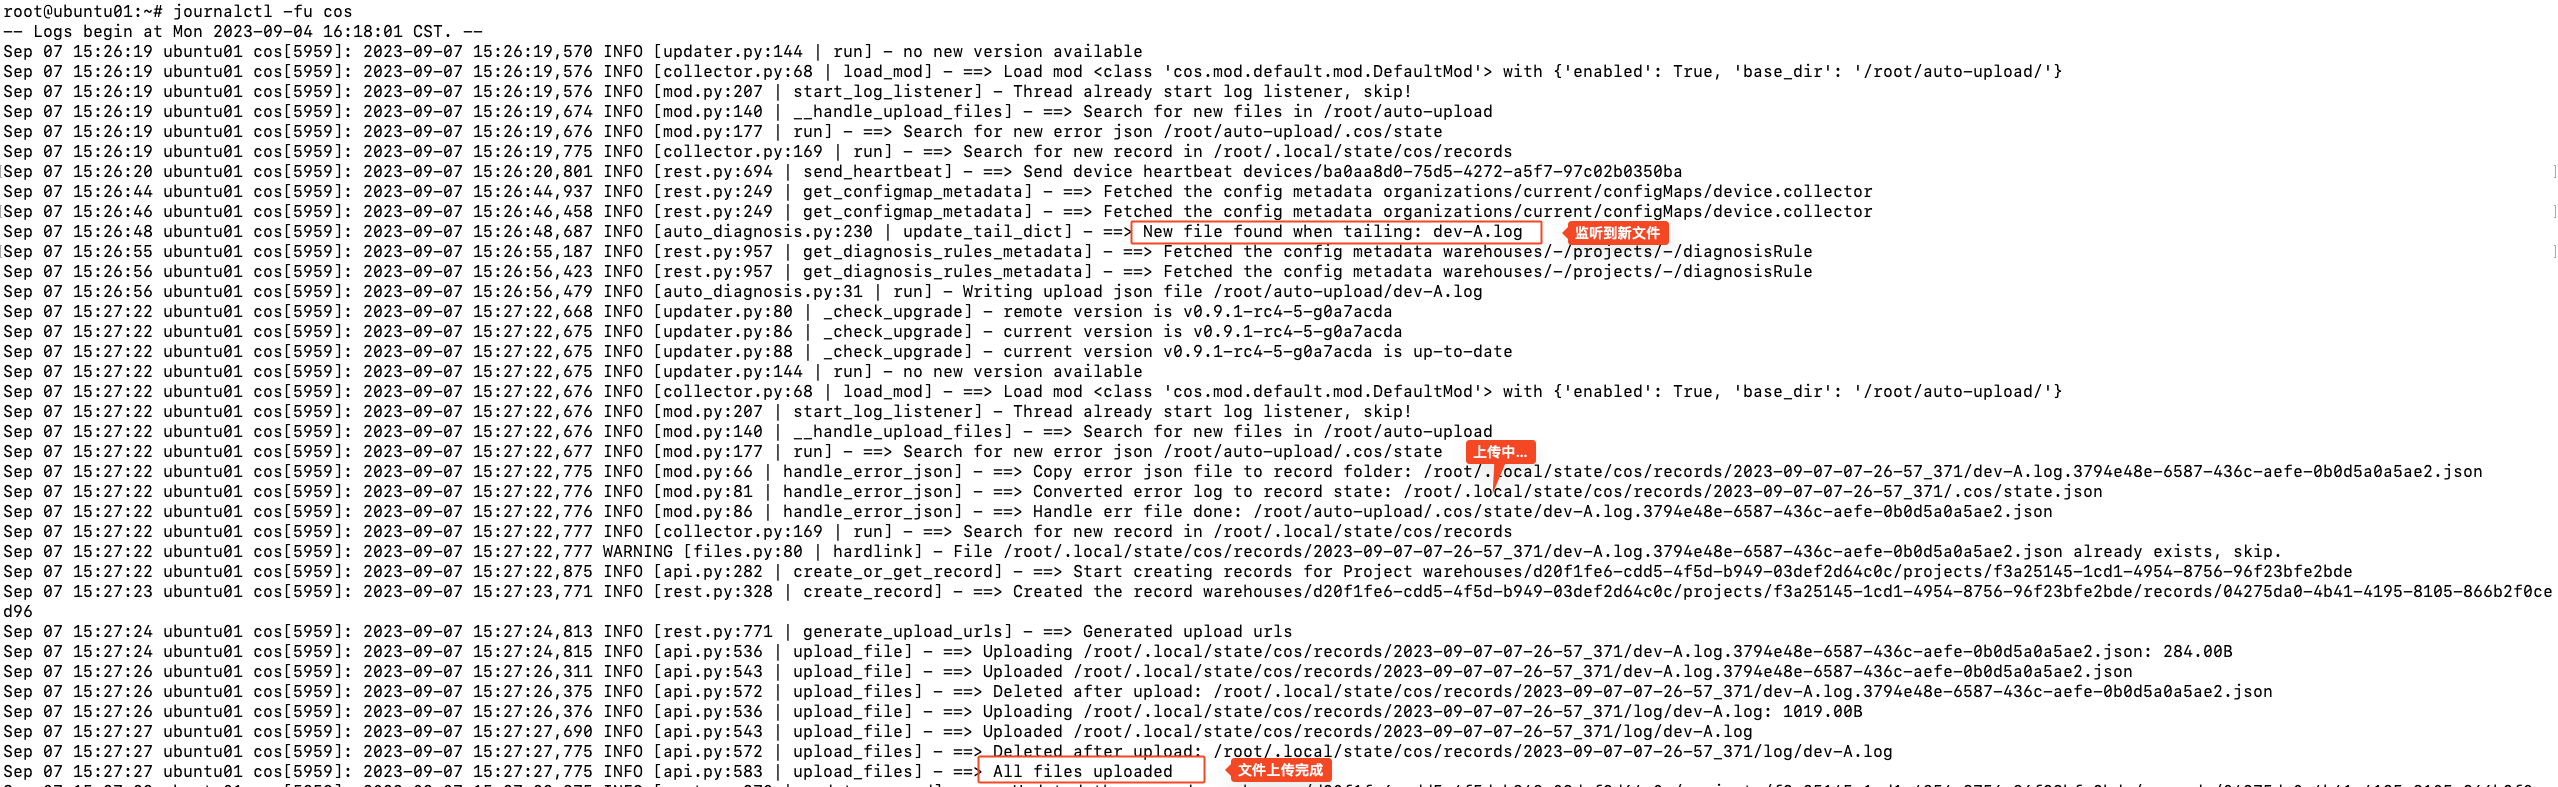 root@ubuntu01:~# journalctl -fu cos
-- Logs begin at Mon 2023-09-04 16:18:01 CST. --
Sep 07 15:26:19 ubuntu01 cos[5959]: 2023-09-07 15:26:19,570 INFO [updater.py:144 | run] - no new version available
Sep 07 15:26:19 ubuntu01 cos[5959]: 2023-09-07 15:26:19,576 INFO [collector.py:68 | load_mod] - ==> Load mod <class 'cos.mod.default.mod.DefaultMod'> with {'enabled': True, 'base_dir': '/root/auto-upload/'}
Sep 07 15:26:19 ubuntu01 cos[5959]: 2023-09-07 15:26:19,576 INFO [mod.py:207 | start_log_listener] - Thread already start log listener, skip!
Sep 07 15:26:19 ubuntu01 cos[5959]: 2023-09-07 15:26:19,674 INFO [mod.py:140 | __handle_upload_files] - ==> Search for new files in /root/auto-upload
Sep 07 15:26:19 ubuntu01 cos[5959]: 2023-09-07 15:26:19,676 INFO [mod.py:177 | run] - ==> Search for new error json /root/auto-upload/.cos/state
Sep 07 15:26:19 ubuntu01 cos[5959]: 2023-09-07 15:26:19,775 INFO [collector.py:169 | run] - ==> Search for new record in /root/.local/state/cos/records
Sep 07 15:26:20 ubuntu01 cos[5959]: 2023-09-07 15:26:20,801 INFO [rest.py:694 | send_heartbeat] - ==> Send device heartbeat devices/ba0aa8d0-75d5-4272-a5f7-97c02b0350ba
Sep 07 15:26:44 ubuntu01 cos[5959]: 2023-09-07 15:26:44,937 INFO [rest.py:249 | get_configmap_metadata] - ==> Fetched the config metadata organizations/current/configMaps/device.collector
Sep 07 15:26:46 ubuntu01 cos[5959]: 2023-09-07 15:26:46,458 INFO [rest.py:249 | get_configmap_metadata] - ==> Fetched the config metadata organizations/current/configMaps/device.collector
Sep 07 15:26:48 ubuntu01 cos[5959]: 2023-09-07 15:26:48,687 INFO [auto_diagnosis.py:230 | update_tail_dict] - ==> New file found when tailing: dev-A.log 监听到新文件
Sep 07 15:26:55 ubuntu01 cos[5959]: 2023-09-07 15:26:55,187 INFO [rest.py:957 | get_diagnosis_rules_metadata] - ==> Fetched the config metadata warehouses/-/projects/-/diagnosisRule
Sep 07 15:26:56 ubuntu01 cos[5959]: 2023-09-07 15:26:56,423 INFO [rest.py:957 | get_diagnosis_rules_metadata] - ==> Fetched the config metadata warehouses/-/projects/-/diagnosisRule
Sep 07 15:26:56 ubuntu01 cos[5959]: 2023-09-07 15:26:56,479 INFO [auto_diagnosis.py:31 | run] - Writing upload json file /root/auto-upload/dev-A.log
Sep 07 15:27:22 ubuntu01 cos[5959]: 2023-09-07 15:27:22,668 INFO [updater.py:80 | _check_upgrade] - remote version is v0.9.1-rc4-5-g0a7acda
Sep 07 15:27:22 ubuntu01 cos[5959]: 2023-09-07 15:27:22,675 INFO [updater.py:86 | _check_upgrade] - current version is v0.9.1-rc4-5-g0a7acda
Sep 07 15:27:22 ubuntu01 cos[5959]: 2023-09-07 15:27:22,675 INFO [updater.py:88 | _check_upgrade] - current version v0.9.1-rc4-5-g0a7acda is up-to-date
Sep 07 15:27:22 ubuntu01 cos[5959]: 2023-09-07 15:27:22,675 INFO [updater.py:144 | run] - no new version available
Sep 07 15:27:22 ubuntu01 cos[5959]: 2023-09-07 15:27:22,676 INFO [collector.py:68 | load_mod] - ==> Load mod <class 'cos.mod.default.mod.DefaultMod'> with {'enabled': True, 'base_dir': '/root/auto-upload/'}
Sep 07 15:27:22 ubuntu01 cos[5959]: 2023-09-07 15:27:22,676 INFO [mod.py:207 | start_log_listener] - Thread already start log listener, skip!
Sep 07 15:27:22 ubuntu01 cos[5959]: 2023-09-07 15:27:22,676 INFO [mod.py:140 | __handle_upload_files] - ==> Search for new files in /root/auto-upload
Sep 07 15:27:22 ubuntu01 cos[5959]: 2023-09-07 15:27:22,677 INFO [mod.py:177 | run] - ==> Search for new error json /root/auto-upload/.cos/state 上传中...
Sep 07 15:27:22 ubuntu01 cos[5959]: 2023-09-07 15:27:22,775 INFO [mod.py:66 | handle_error_json] - ==> Copy error json file to record folder: /root/.local/state/cos/records/2023-09-07-07-26-57_371/dev-A.log.3794e48e-6587-436c-aefe-0b0d5a0a5ae2.json
Sep 07 15:27:22 ubuntu01 cos[5959]: 2023-09-07 15:27:22,776 INFO [mod.py:81 | handle_error_json] - ==> Converted error log to record state: /root/.local/state/cos/records/2023-09-07-07-26-57_371/.cos/state.json
Sep 07 15:27:22 ubuntu01 cos[5959]: 2023-09-07 15:27:22,776 INFO [mod.py:86 | handle_error_json] - ==> Handle err file done: /root/auto-upload/.cos/state/dev-A.log.3794e48e-6587-436c-aefe-0b0d5a0a5ae2.json
Sep 07 15:27:22 ubuntu01 cos[5959]: 2023-09-07 15:27:22,777 INFO [collector.py:169 | run] - ==> Search for new record in /root/.local/state/cos/records
Sep 07 15:27:22 ubuntu01 cos[5959]: 2023-09-07 15:27:22,777 WARNING [files.py:80 | hardlink] - File /root/.local/state/cos/records/2023-09-07-07-26-57_371/dev-A.log.3794e48e-6587-436c-aefe-0b0d5a0a5ae2.json already exists, skip.
Sep 07 15:27:22 ubuntu01 cos[5959]: 2023-09-07 15:27:22,875 INFO [api.py:282 | create_or_get_record] - ==> Start creating records for Project warehouses/d20f1fe6-cdd5-4f5d-b949-03def2d64c0c/projects/f3a25145-1cd1-4954-8756-96f23bfe2bde
Sep 07 15:27:23 ubuntu01 cos[5959]: 2023-09-07 15:27:23,771 INFO [rest.py:328 | create_record] - ==> Created the record warehouses/d20f1fe6-cdd5-4f5d-b949-03def2d64c0c/projects/f3a25145-1cd1-4954-8756-96f23bfe2bde/records/04275da0-4b41-4195-8105-866b2f0ce
d96
Sep 07 15:27:24 ubuntu01 cos[5959]: 2023-09-07 15:27:24,813 INFO [rest.py:771 | generate_upload_urls] - ==> Generated upload urls
Sep 07 15:27:24 ubuntu01 cos[5959]: 2023-09-07 15:27:24,815 INFO [api.py:536 | upload_file] - ==> Uploading /root/.local/state/cos/records/2023-09-07-07-26-57_371/dev-A.log.3794e48e-6587-436c-aefe-0b0d5a0a5ae2.json: 284.00B
Sep 07 15:27:26 ubuntu01 cos[5959]: 2023-09-07 15:27:26,311 INFO [api.py:543 | upload_file] - ==> Uploaded /root/.local/state/cos/records/2023-09-07-07-26-57_371/dev-A.log.3794e48e-6587-436c-aefe-0b0d5a0a5ae2.json
Sep 07 15:27:26 ubuntu01 cos[5959]: 2023-09-07 15:27:26,375 INFO [api.py:572 | upload_files] - ==> Deleted after upload: /root/.local/state/cos/records/2023-09-07-07-26-57_371/dev-A.log.3794e48e-6587-436c-aefe-0b0d5a0a5ae2.json
Sep 07 15:27:26 ubuntu01 cos[5959]: 2023-09-07 15:27:26,376 INFO [api.py:536 | upload_file] - ==> Uploading /root/.local/state/cos/records/2023-09-07-07-26-57_371/log/dev-A.log: 1019.00B
Sep 07 15:27:27 ubuntu01 cos[5959]: 2023-09-07 15:27:27,690 INFO [api.py:543 | upload_file] - ==> Uploaded /root/.local/state/cos/records/2023-09-07-07-26-57_371/log/dev-A.log
Sep 07 15:27:27 ubuntu01 cos[5959]: 2023-09-07 15:27:27,775 INFO [api.py:572 | upload_files] - ==> Deleted after upload: /root/.local/state/cos/records/2023-09-07-07-26-57_371/log/dev-A.log
Sep 07 15:27:27 ubuntu01 cos[5959]: 2023-09-07 15:27:27,775 INFO [api.py:583 | upload_files] - ==> All files uploaded 文件上传完成